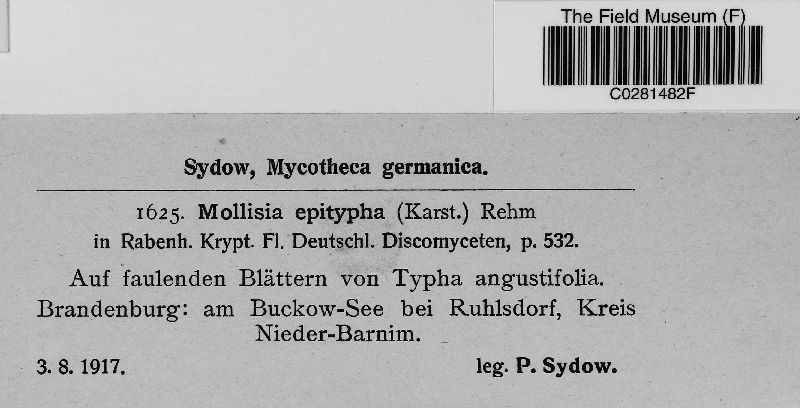 The Field Museum (F)
C0281482F
Sydow, Mycotheca germanica.
1625. Mollisia epitypha (Karst.) Rehm
in Rabenh. Krypt. Fl. Deutschl. Discomyceten, p. 532.
Auf faulenden Blättern von Typha angustifolia.
Brandenburg: am Buckow-See bei Ruhlsdorf, Kreis
Nieder-Barnim.
3. 8. 1917. leg. P. Sydow.